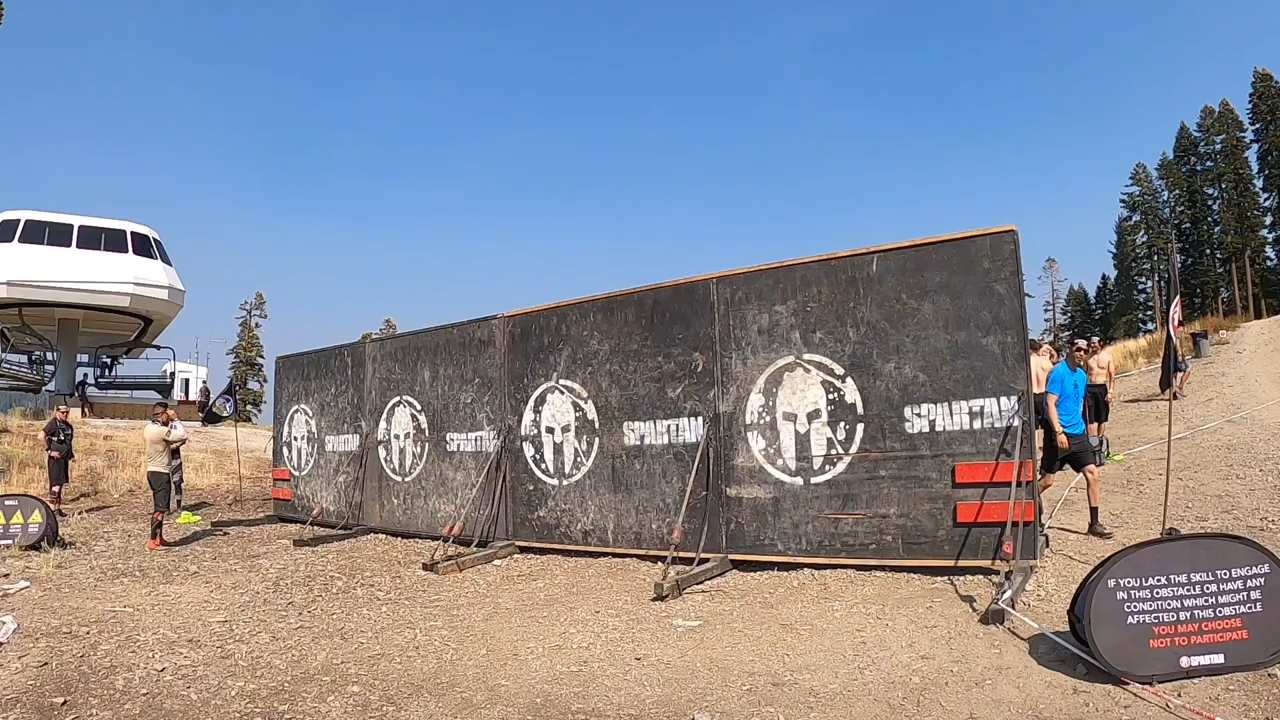 SPARTAN
SPARTAN
SPARTAN
SPARTAN
WALL
IF YOU LACK THE SKILL TO ENGAGE
IN THIS OBSTACLE OR HAVE ANY
CONDITION WHICH MIGHT BE
AFFECTED BY THIS OBSTACLE
YOU MAY CHOOSE
NOT TO PARTICIPATE
SPARTAN